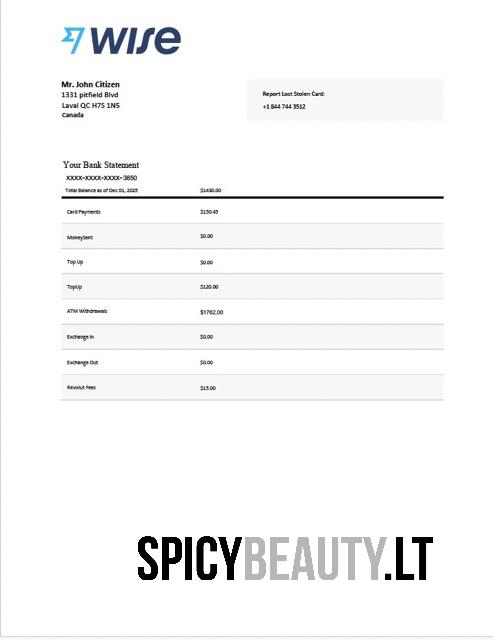 WISE
Mr. John Citizen
1331 pitfield Blvd
Laval QC H7S 1N5
Canada
Report Lost Stolen Card:
+1 844 744 3512
Your Bank Statement
XXXX-XXXX-XXXX-3850
Total Balance as of Dec 01, 2025 $1430.00
Card Payments $150.45
MoneySent $0.00
Top Up $0.00
TopUp $120.00
ATM Withdrawals $1762.00
Exchange In $0.00
Exchange Out $0.00
Revolut Fees $15.00
SPICYBEAUTY.LT